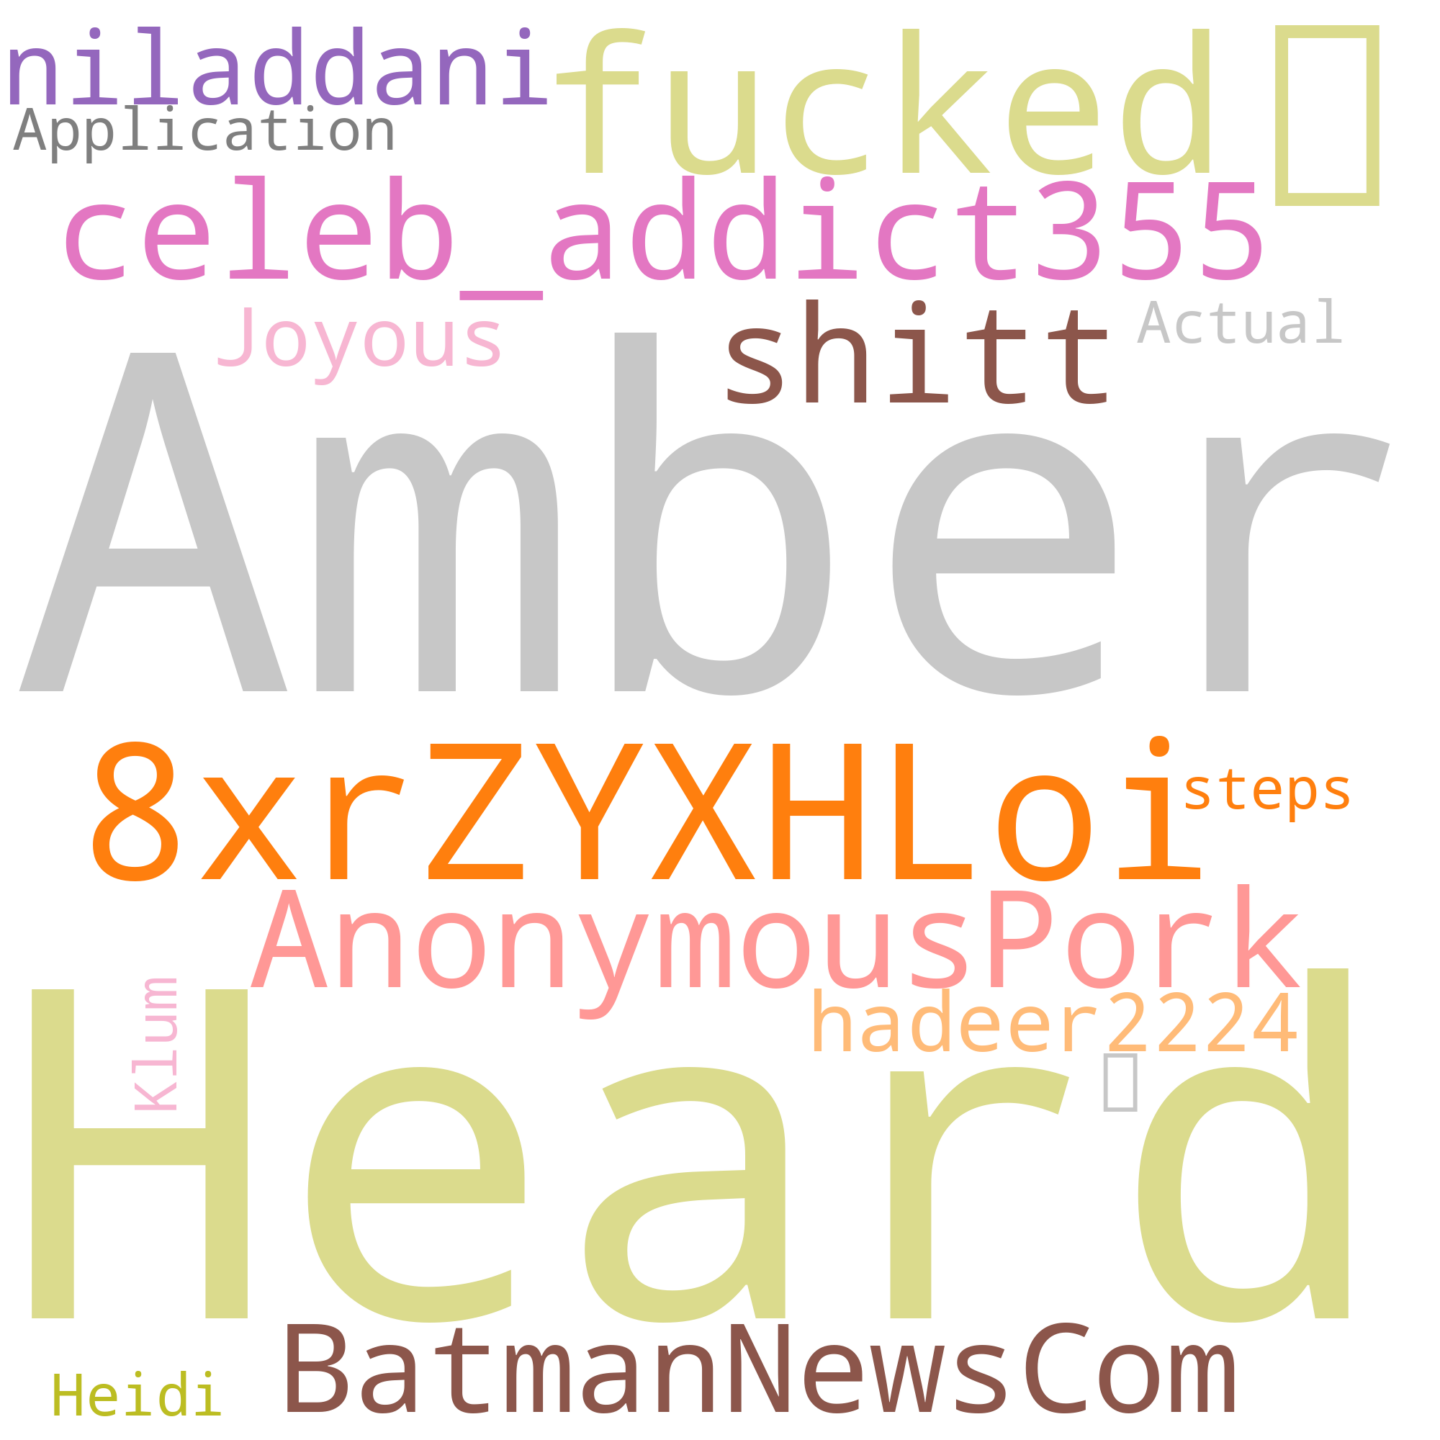 niladdani
fucked
Application
celeb_addict355
Joyous
shitt
Actual
Amber
8xrZYXHLoi
steps
AnonymousPork
Klum
hadeer2224
Heard
Heidi
BatmanNewsCom